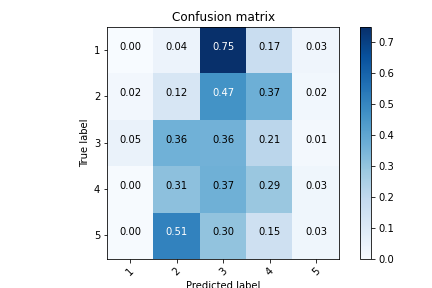 Confusion matrix
1 0.00 0.04 0.75 0.17 0.03
2 0.02 0.12 0.47 0.37 0.02
3 0.05 0.36 0.36 0.21 0.01
4 0.00 0.31 0.37 0.29 0.03
5 0.00 0.51 0.30 0.15 0.03
True label
1 2 3 4 5
Predicted label
0.7
0.6
0.5
0.4
0.3
0.2
0.1
0.0